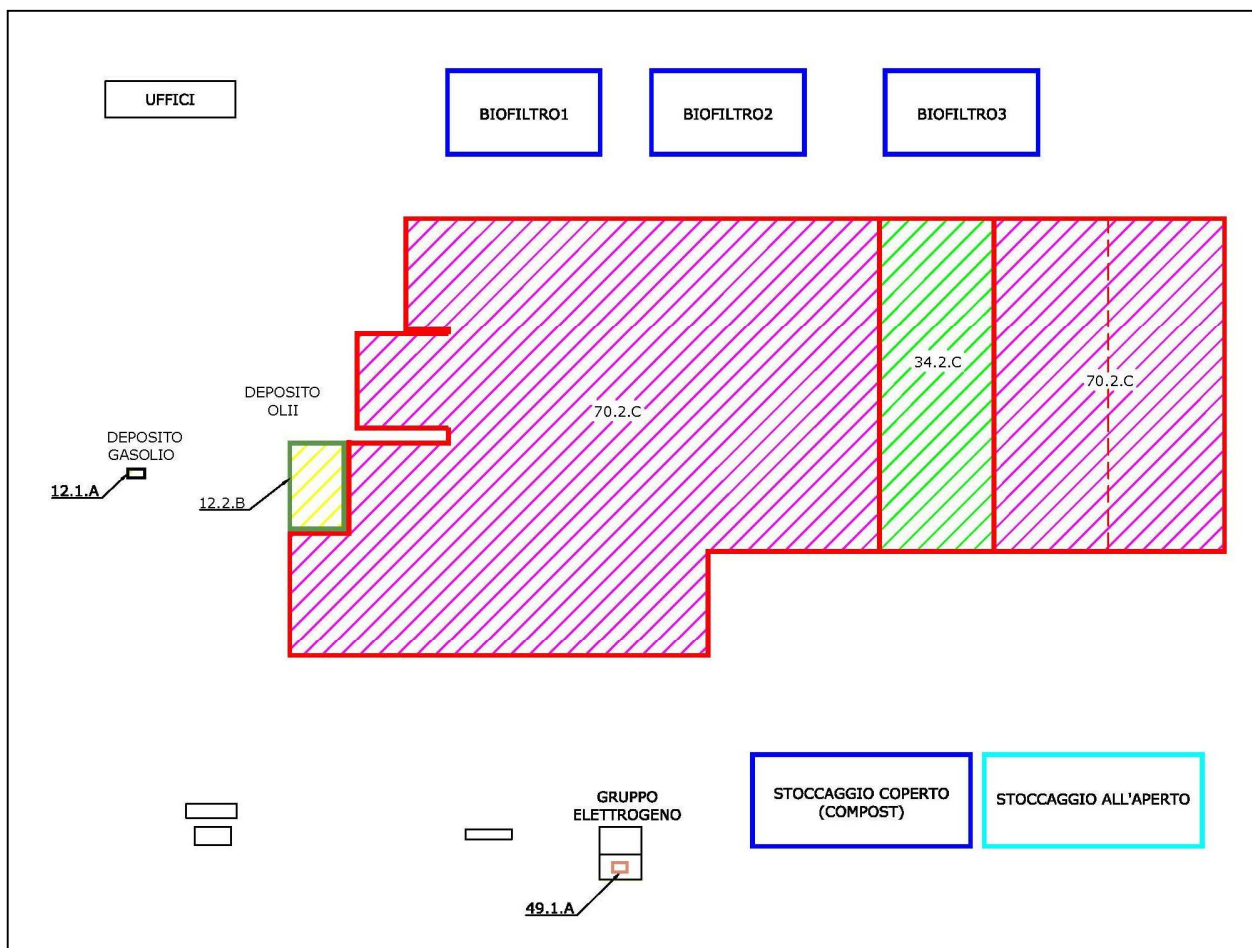 UFFICI
BIOFILTRO1
BIOFILTRO2
BIOFILTRO3
34.2.C
70.2.C
70.2.C
DEPOSITO
OLII
DEPOSITO
GASOLIO
12.1.A
12.2.B
GRUPPO
ELETTROGENO
STOCCAGGIO COPERTO
(COMPOST)
STOCCAGGIO ALL'APERTO
49.1.A